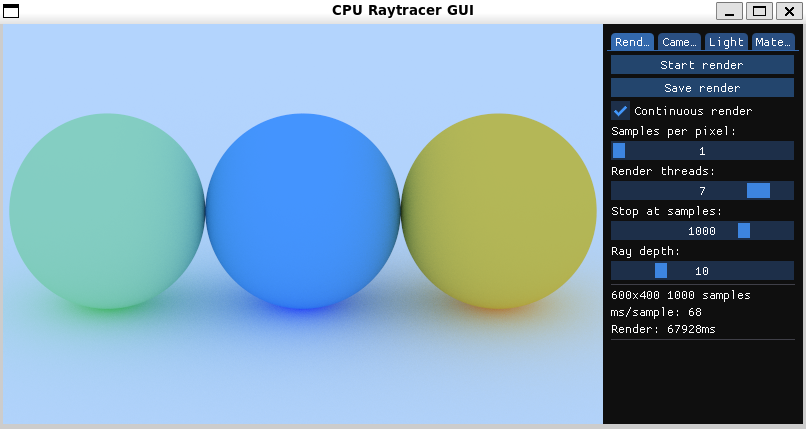 CPU Raytracer GUI
Rend… Came… Light Mate…
Start render
Save render
Continuous render
Samples per pixel:
1
Render threads:
7
Stop at samples:
1000
Ray depth:
10
600x400 1000 samples
ms/sample: 68
Render: 67928ms